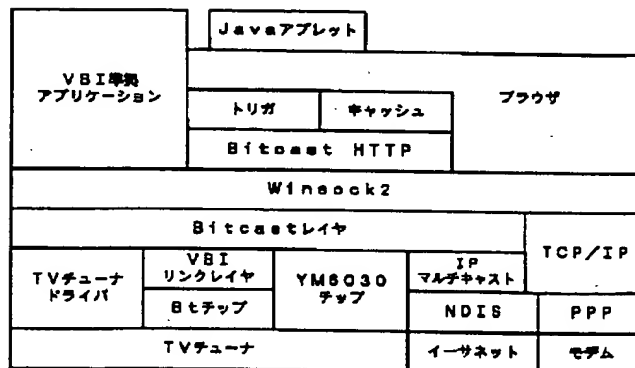 Javaアプレット
VBI準拠
アプリケーション
ブラウザ
トリガ
キャッシュ
Bitcast HTTP
Winsock2
Bitcastレイヤ
TCP/IP
TVチューナ
ドライバ
VBI
リンクレイヤ
Btチップ
YM6030
チップ
IP
マルチキャスト
NDIS
PPP
TVチューナ
イーサネット
モデム